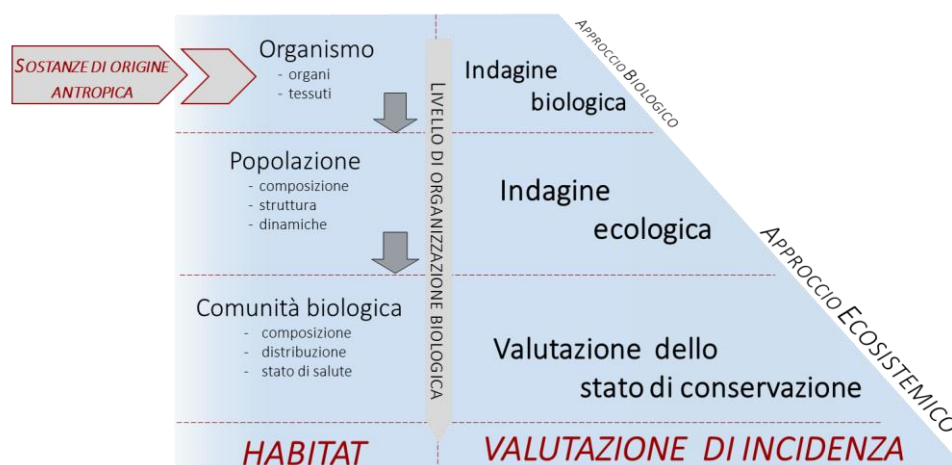 SOSTANZE DI ORIGINE
ANTROPICA
Organismo
- organi
- tessuti
Popolazione
- composizione
- struttura
- dinamiche
Comunità biologica
- composizione
- distribuzione
- stato di salute
HABITAT
LIVELLO DI ORGANIZZAZIONE BIOLOGICA
Indagine
biologica
Indagine
ecologica
Valutazione dello
stato di conservazione
VALUTAZIONE DI INCIDENZA
APPROCCIO BIOLOGICO
APPROCCIO ECOSISTEMICO